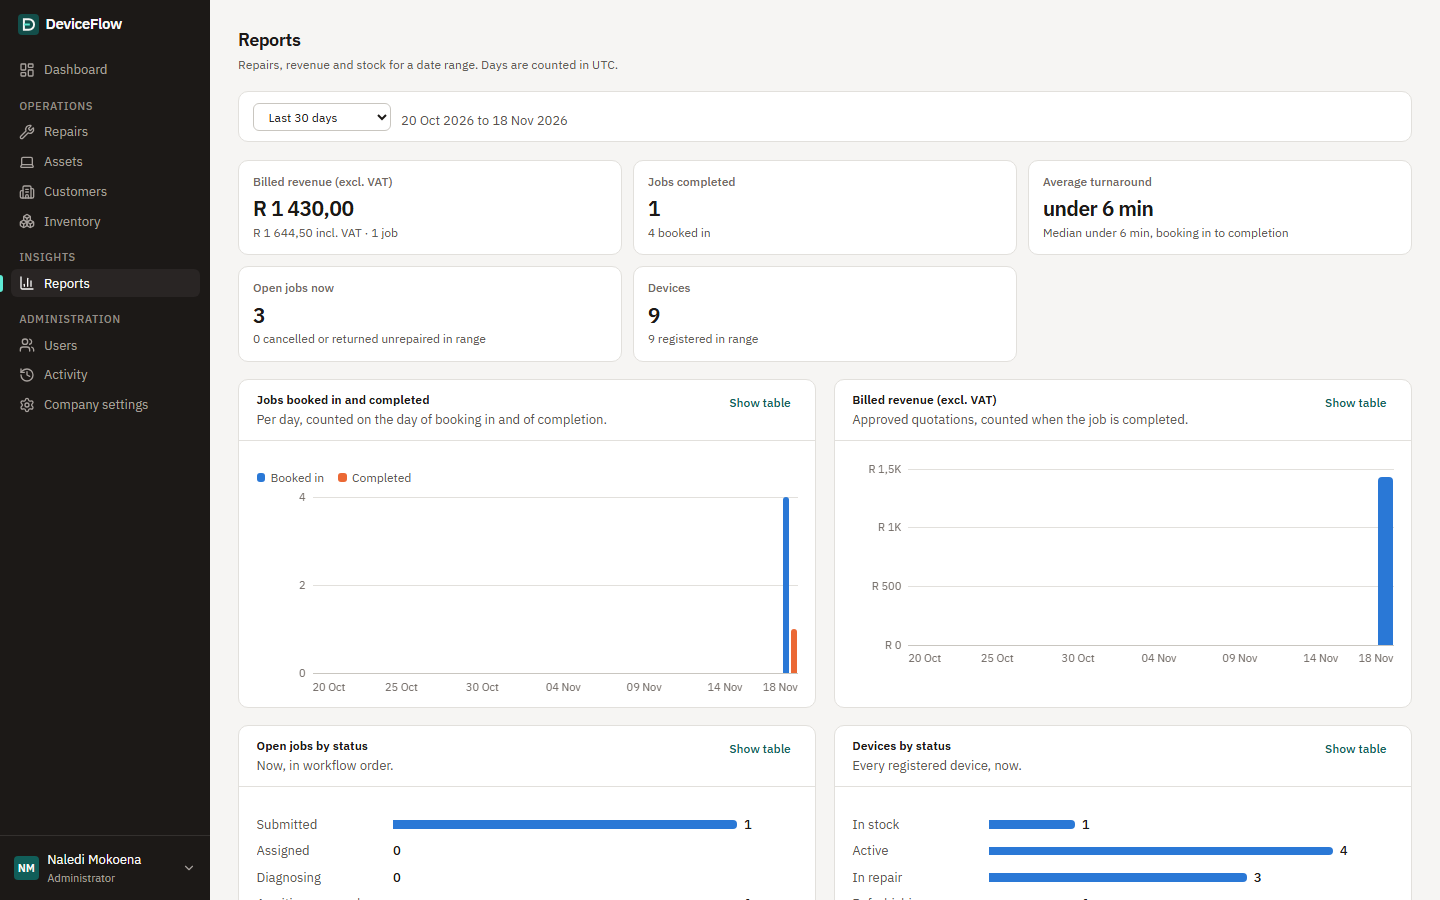 DeviceFlow
Dashboard
OPERATIONS
Repairs
Assets
Customers
Inventory
INSIGHTS
Reports
ADMINISTRATION
Users
Activity
Company settings
NM
Naledi Mokoena
Administrator
Reports
Repairs, revenue and stock for a date range. Days are counted in UTC.
Last 30 days
20 Oct 2026 to 18 Nov 2026
Billed revenue (excl. VAT)
R 1 430,00
R 1 644,50 incl. VAT · 1 job
Jobs completed
1
4 booked in
Average turnaround
under 6 min
Median under 6 min, booking in to completion
Open jobs now
3
0 cancelled or returned unrepaired in range
Devices
9
9 registered in range
Jobs booked in and completed
Show table
Per day, counted on the day of booking in and of completion.
Booked in
Completed
4
2
0
20 Oct 25 Oct 30 Oct 04 Nov 09 Nov 14 Nov 18 Nov
Billed revenue (excl. VAT)
Show table
Approved quotations, counted when the job is completed.
R 1,5K
R 1K
R 500
R 0
20 Oct 25 Oct 30 Oct 04 Nov 09 Nov 14 Nov 18 Nov
Open jobs by status
Show table
Now, in workflow order.
Submitted 1
Assigned 0
Diagnosing 0
Devices by status
Show table
Every registered device, now.
In stock 1
Active 4
In repair 3